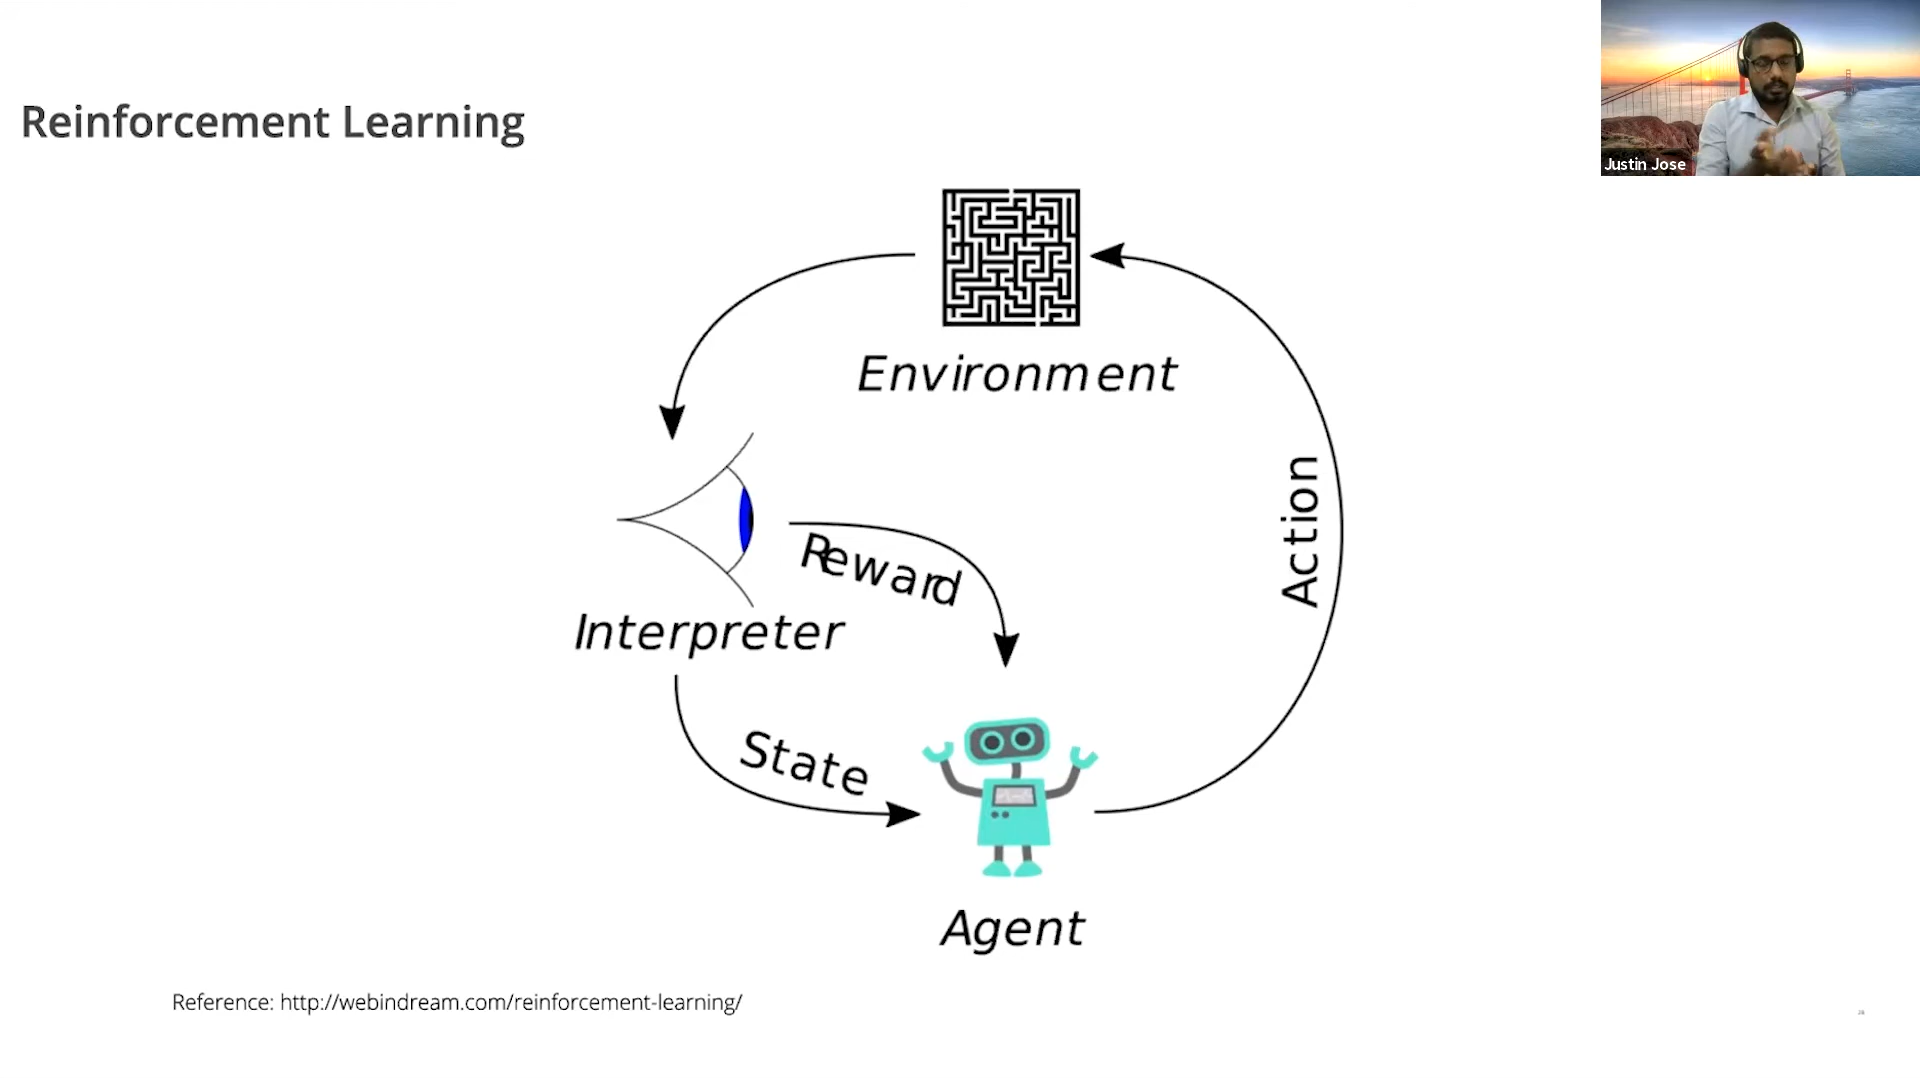 Reinforcement Learning
Justin Jose
Environment
Action
Reward
Interpreter
State
Agent
Reference: http://webindream.com/reinforcement-learning/